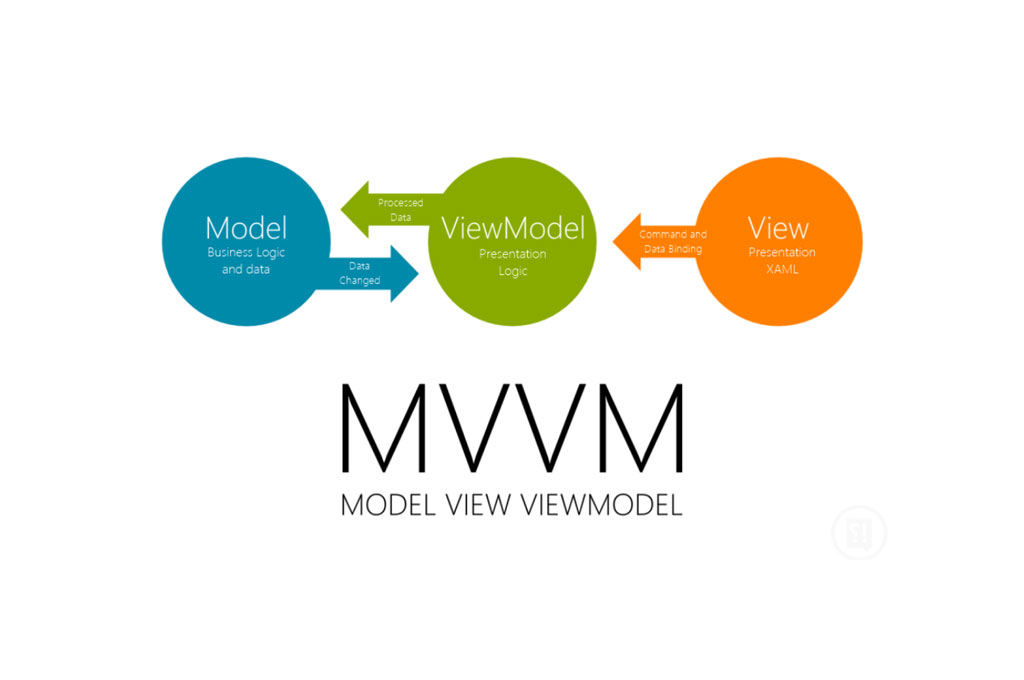 Model
Business Logic
and data
Processed
Data
Data
Changed
ViewModel
Presentation
Logic
Command and
Data Binding
View
Presentation
XAML
MVVM
MODEL VIEW VIEWMODEL